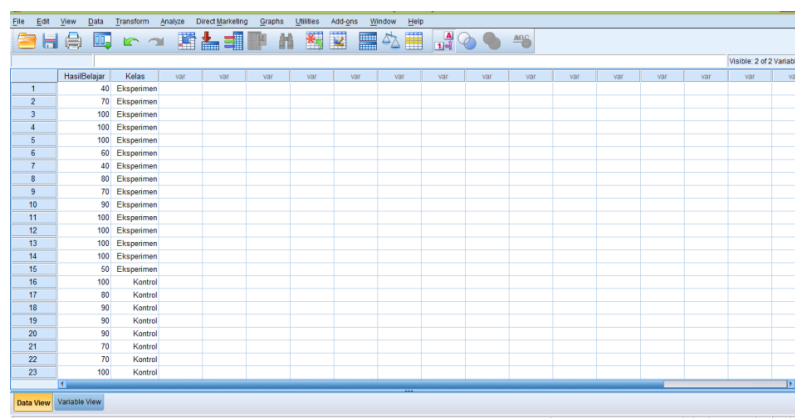 File Edit View Data Transform Analyze Direct Marketing Graphs Utilities Add-ons Window Help
Visible: 2 of 2 Variab
HasilBelajar Kelas var var var var var var var var var var var var var var
1 40 Eksperimen
2 70 Eksperimen
3 100 Eksperimen
4 100 Eksperimen
5 100 Eksperimen
6 60 Eksperimen
7 40 Eksperimen
8 80 Eksperimen
9 70 Eksperimen
10 90 Eksperimen
11 100 Eksperimen
12 100 Eksperimen
13 100 Eksperimen
14 100 Eksperimen
15 50 Eksperimen
16 100 Kontrol
17 80 Kontrol
18 90 Kontrol
19 90 Kontrol
20 90 Kontrol
21 70 Kontrol
22 70 Kontrol
23 100 Kontrol
Data View Variable View